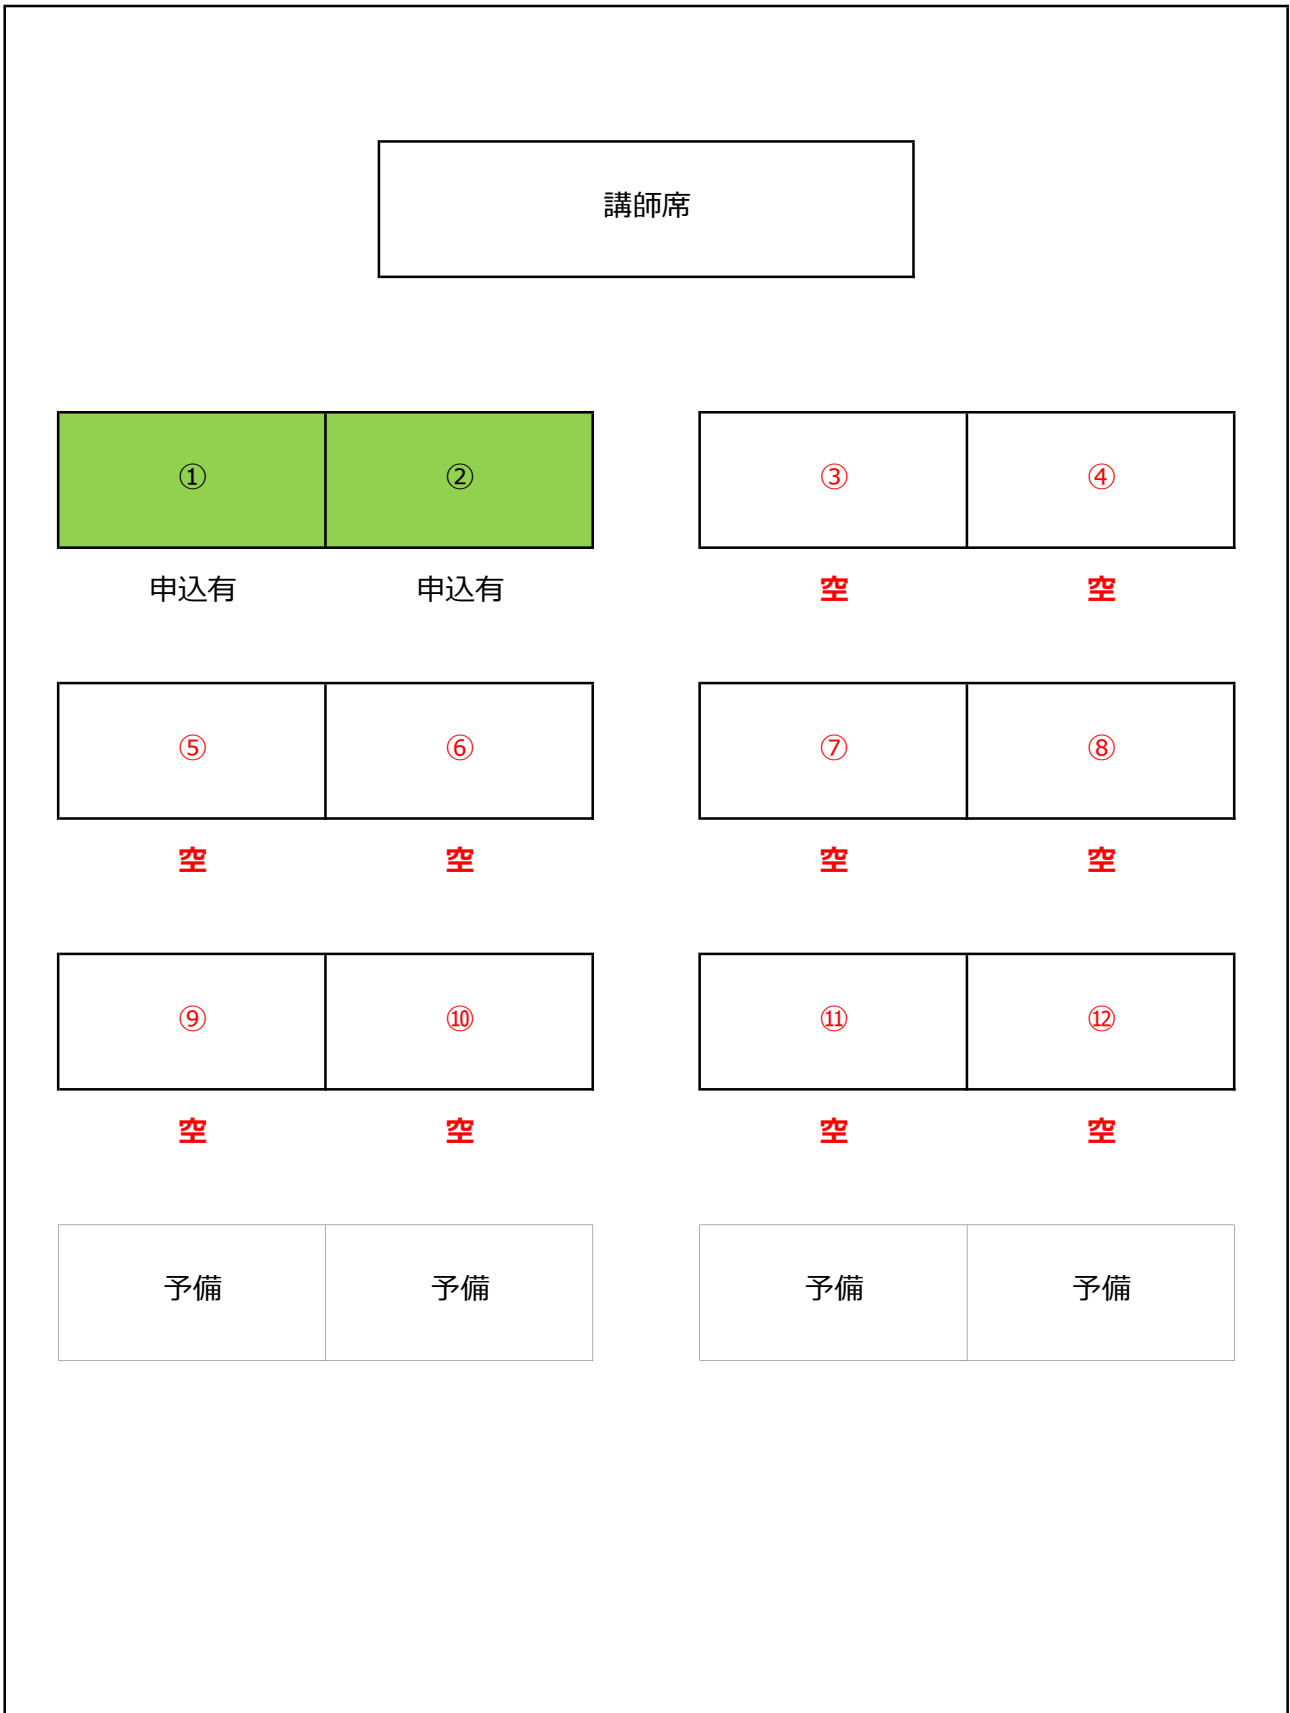 講師席
① ② ③ ④
申込有 申込有 空 空
⑤ ⑥ ⑦ ⑧
空 空 空 空
⑨ ⑩ ⑪ ⑫
空 空 空 空
予備 予備 予備 予備